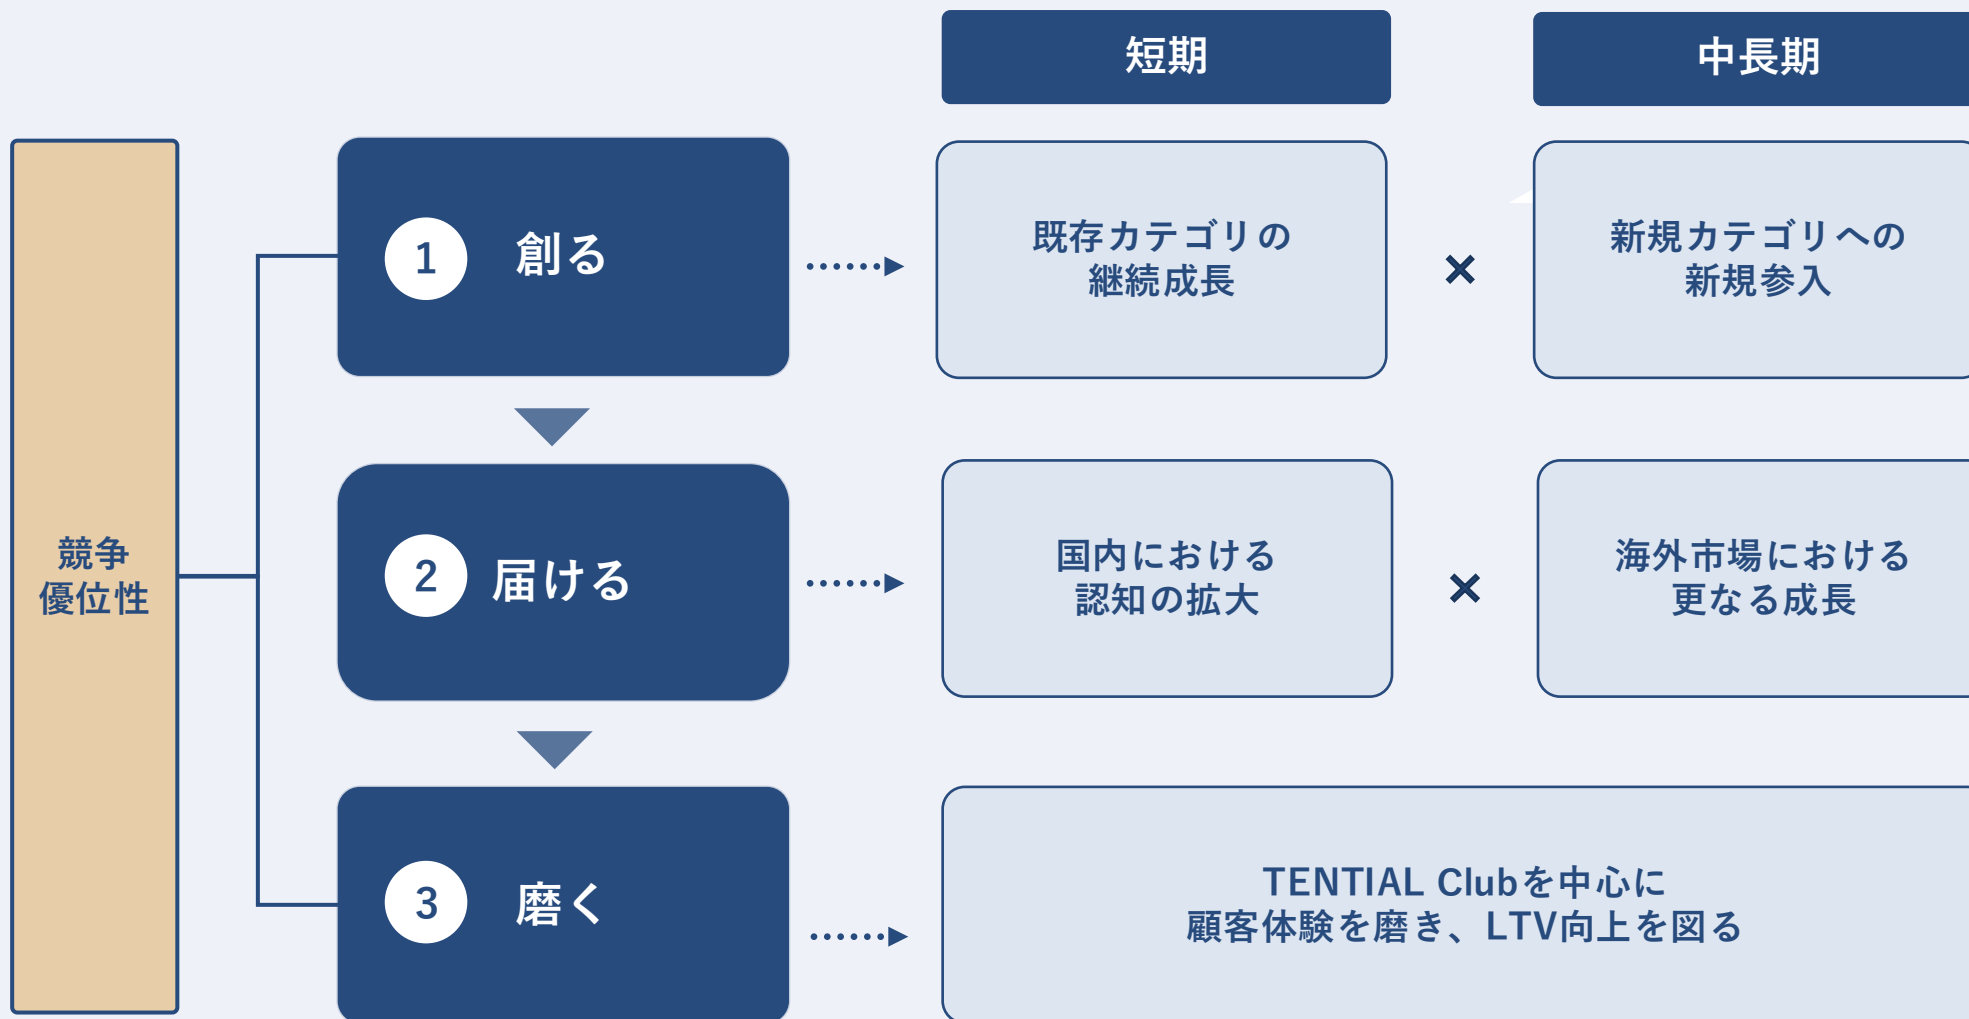 短期
中長期
競争
優位性
1
創る
既存カテゴリの
継続成長
×
新規カテゴリへの
新規参入
2
届ける
国内における
認知の拡大
×
海外市場における
更なる成長
3
磨く
TENTIAL Clubを中心に
顧客体験を磨き、LTV向上を図る